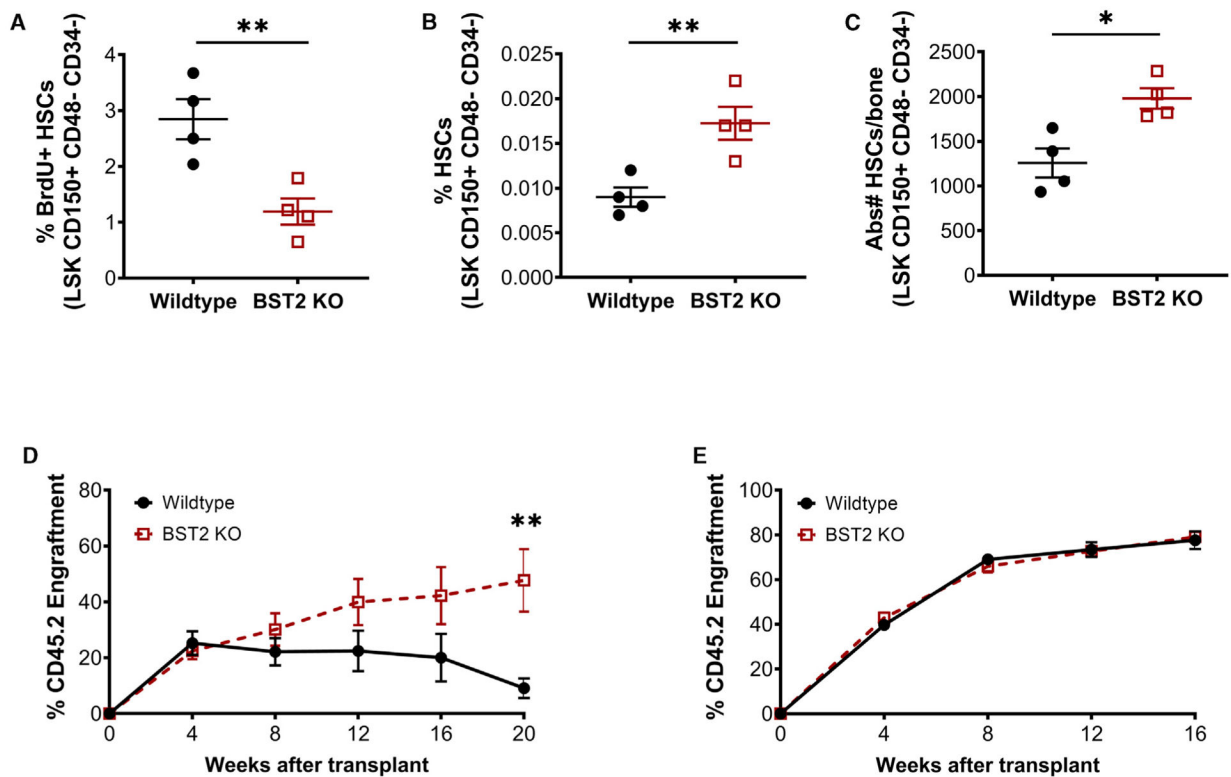 A
**
% BrdU+ HSCs
(LSK CD150+ CD48- CD34-)
4
3
2
1
0
Wildtype BST2 KO
B
**
% HSCs
(LSK CD150+ CD48- CD34-)
0.025
0.020
0.015
0.010
0.005
0.000
Wildtype BST2 KO
C
*
Abs# HSCs/bone
(LSK CD150+ CD48- CD34-)
2500
2000
1500
1000
500
0
Wildtype BST2 KO
D
% CD45.2 Engraftment
80
60
40
20
0
Wildtype
BST2 KO
**
0 4 8 12 16 20
Weeks after transplant
E
% CD45.2 Engraftment
100
80
60
40
20
0
Wildtype
BST2 KO
0 4 8 12 16
Weeks after transplant